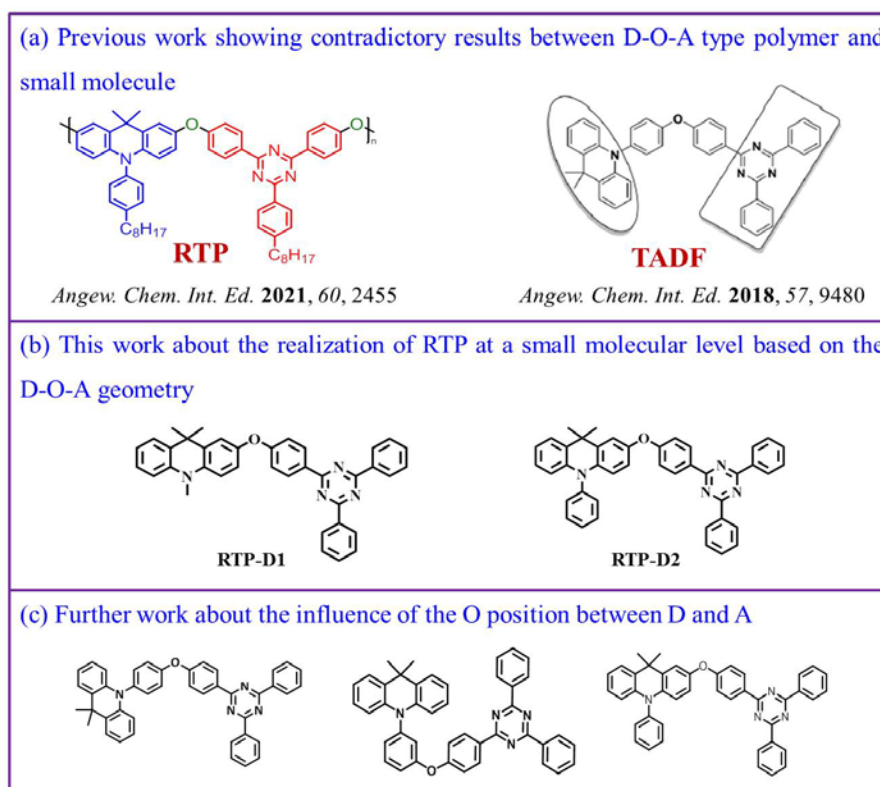 (a) Previous work showing contradictory results between D-O-A type polymer and
small molecule
O
O
n
N
N
N
N
C8H17
C8H17
RTP
Angew. Chem. Int. Ed. 2021, 60, 2455
O
N
N
N
N
TADF
Angew. Chem. Int. Ed. 2018, 57, 9480
(b) This work about the realization of RTP at a small molecular level based on the
D-O-A geometry
O
N
N
N
N
RTP-D1
O
N
N
N
N
RTP-D2
(c) Further work about the influence of the O position between D and A
O
N
N
N
N
N
O
N
N
N
O
N
N
N
N